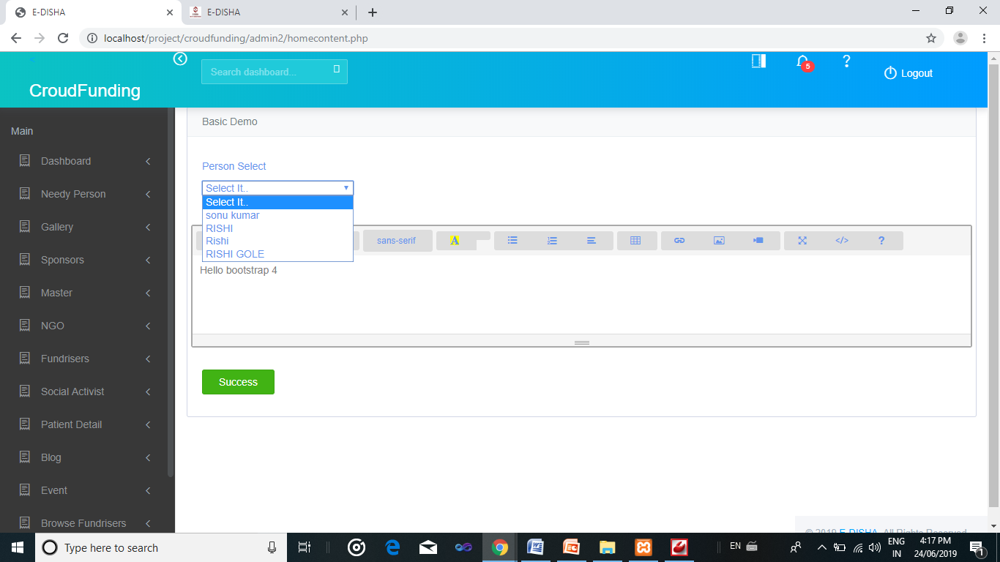 E-DISHA
E-DISHA
localhost/project/croudfunding/admin2/homecontent.php
CroudFunding
Search dashboard...
5
?
Logout
Main
Dashboard
Needy Person
Gallery
Sponsors
Master
NGO
Fundrisers
Social Activist
Patient Detail
Blog
Event
Browse Fundrisers
Basic Demo
Person Select
Select It..
Select It..
sonu kumar
RISHI
Rishi
RISHI GOLE
sans-serif
A
</>
?
Hello bootstrap 4
Success
© 2019 E-DISHA. All Rights Reserved
Type here to search
EN
ENG
IN
4:17 PM
24/06/2019
1